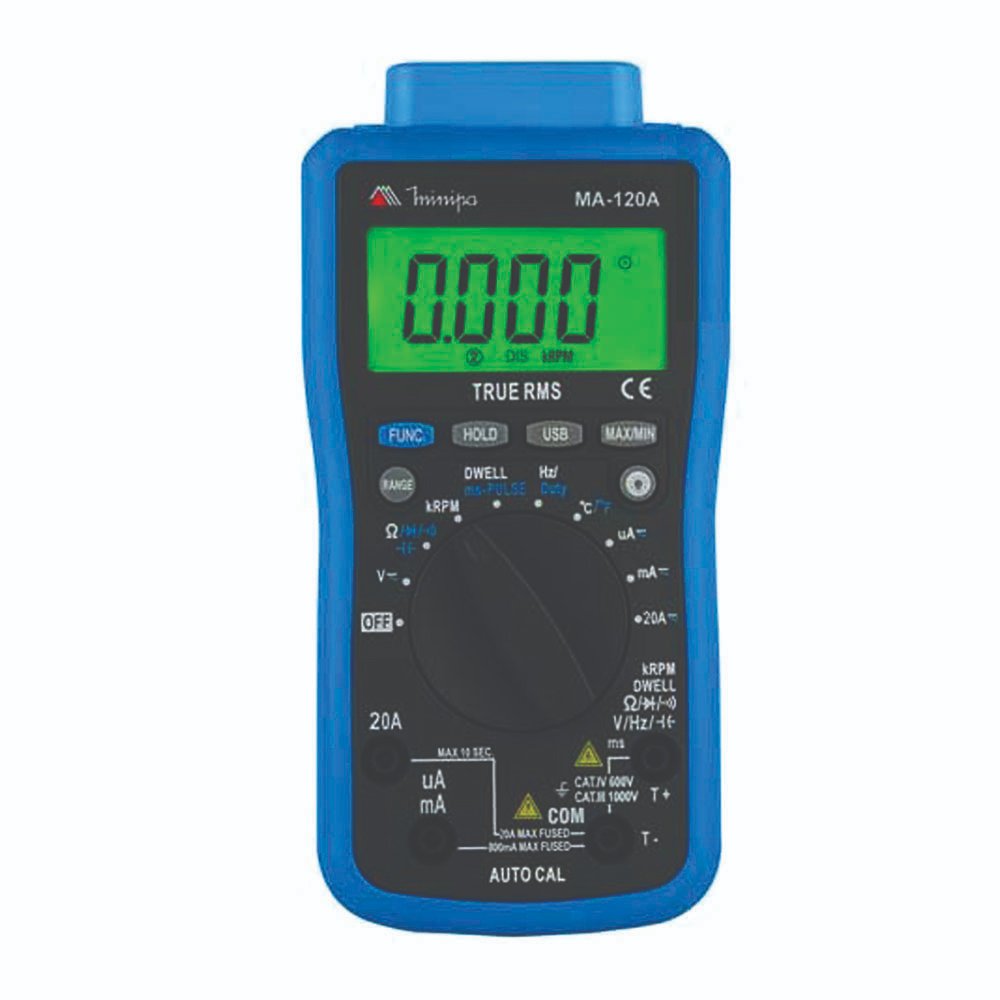 minipa MA-120A
0.000
② DIS kRPM
TRUE RMS CE
FUNC HOLD USB MAX/MIN
RANGE
DWELL Hz/
ms-PULSE Duty
kRPM °C/°F
Ω
uA
V mA
OFF 20A
kRPM
DWELL
Ω
V/Hz/
20A
ms
MAX 10 SEC.
uA CAT.IV 600V
mA CAT.III 1000V T+
COM
20A MAX FUSED
800mA MAX FUSED T-
AUTO CAL